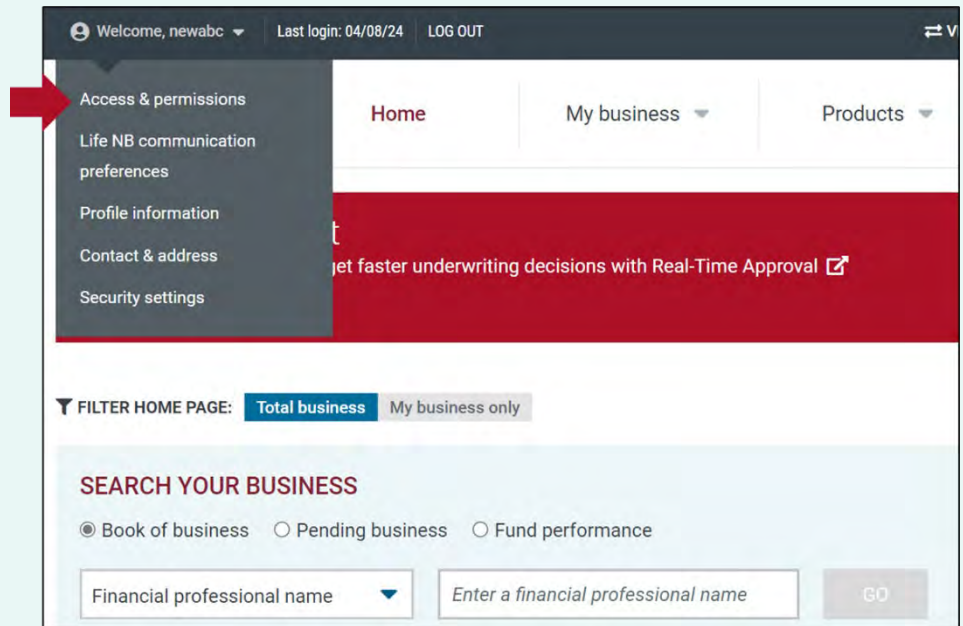 Welcome, newabc Last login: 04/08/24 LOG OUT
Access & permissions
Life NB communication
preferences
Profile information
Contact & address
Security settings
Home My business Products
faster underwriting decisions with Real-Time Approval
FILTER HOME PAGE: Total business My business only
SEARCH YOUR BUSINESS
Book of business Pending business Fund performance
Financial professional name Enter a financial professional name GO